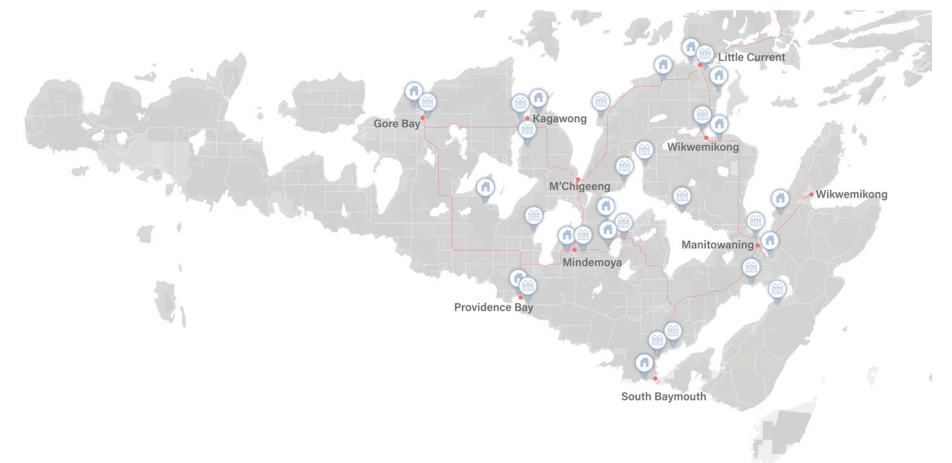 Little Current
Gore Bay
Kagawong
Wikwemikong
M'Chigeeng
Wikwemikong
Manitowaning
Mindemoya
Providence Bay
South Baymouth